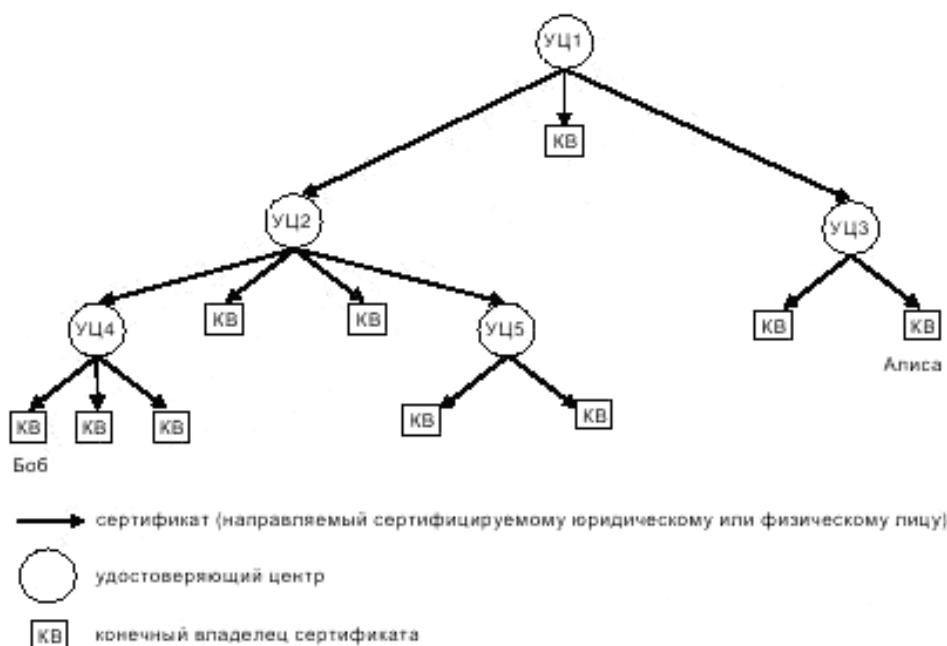 УЦ1
КВ
УЦ2
УЦ3
УЦ4
КВ
КВ
УЦ5
КВ
КВ
Алиса
КВ
КВ
КВ
КВ
КВ
Боб
сертификат (направляемый сертифицируемому юридическому или физическому лицу)
удостоверяющий центр
КВ
конечный владелец сертификата